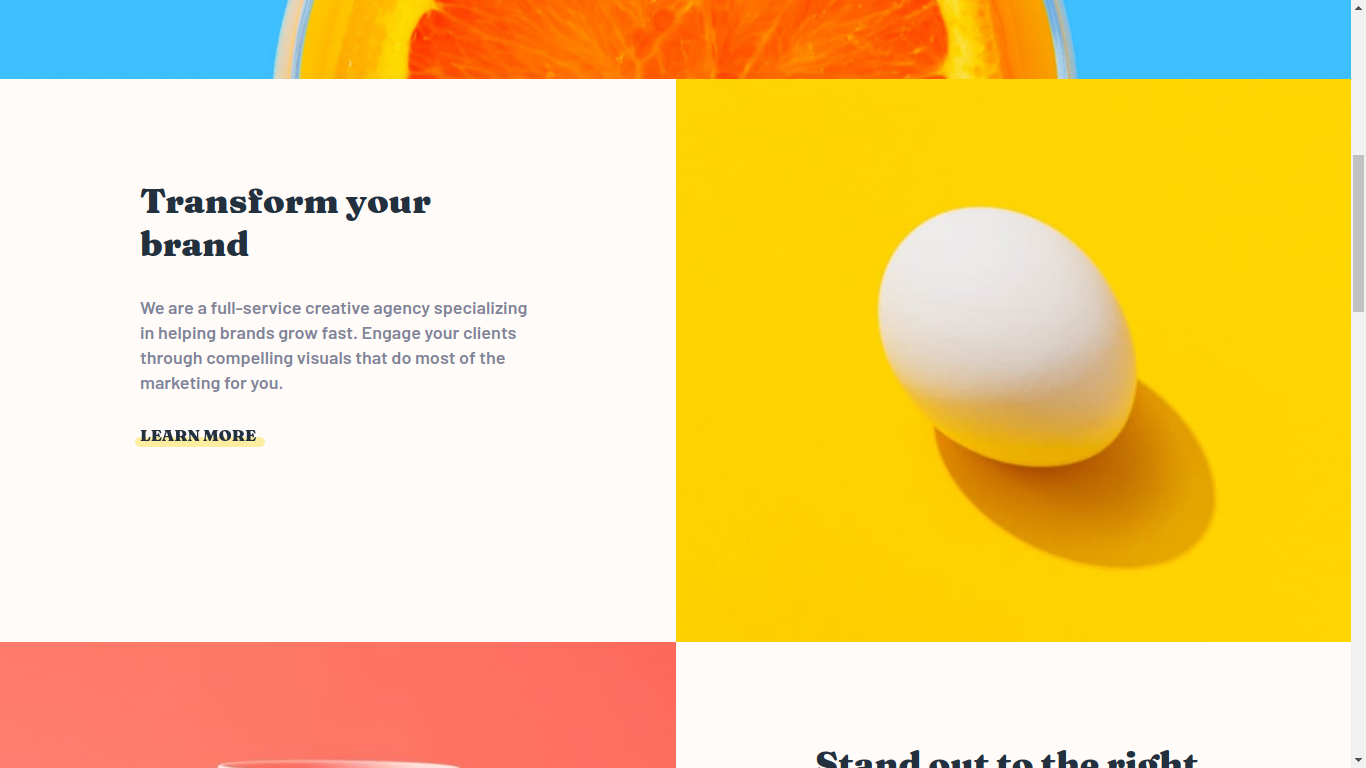 Transform your
brand
We are a full-service creative agency specializing
in helping brands grow fast. Engage your clients
through compelling visuals that do most of the
marketing for you.
LEARN MORE
Stand out to the right